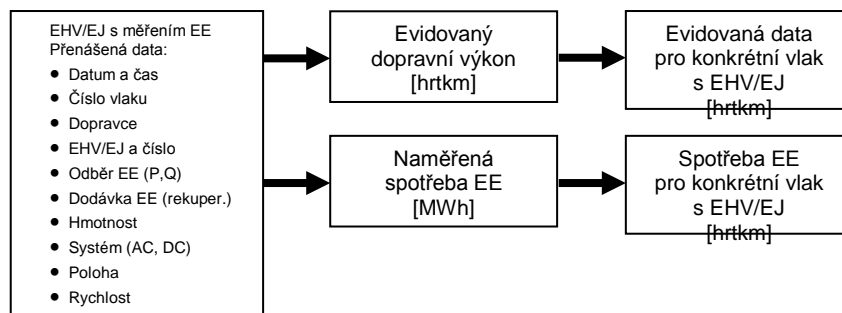 EHV/EJ s měřením EE
Přenášená data:
• Datum a čas
• Číslo vlaku
• Dopravce
• EHV/EJ a číslo
• Odběr EE (P,Q)
• Dodávka EE (rekuper.)
• Hmotnost
• Systém (AC, DC)
• Poloha
• Rychlost
Evidovaný
dopravní výkon
[hrtkm]
Evidovaná data
pro konkrétní vlak
s EHV/EJ
[hrtkm]
Naměřená
spotřeba EE
[MWh]
Spotřeba EE
pro konkrétní vlak
s EHV/EJ
[hrtkm]